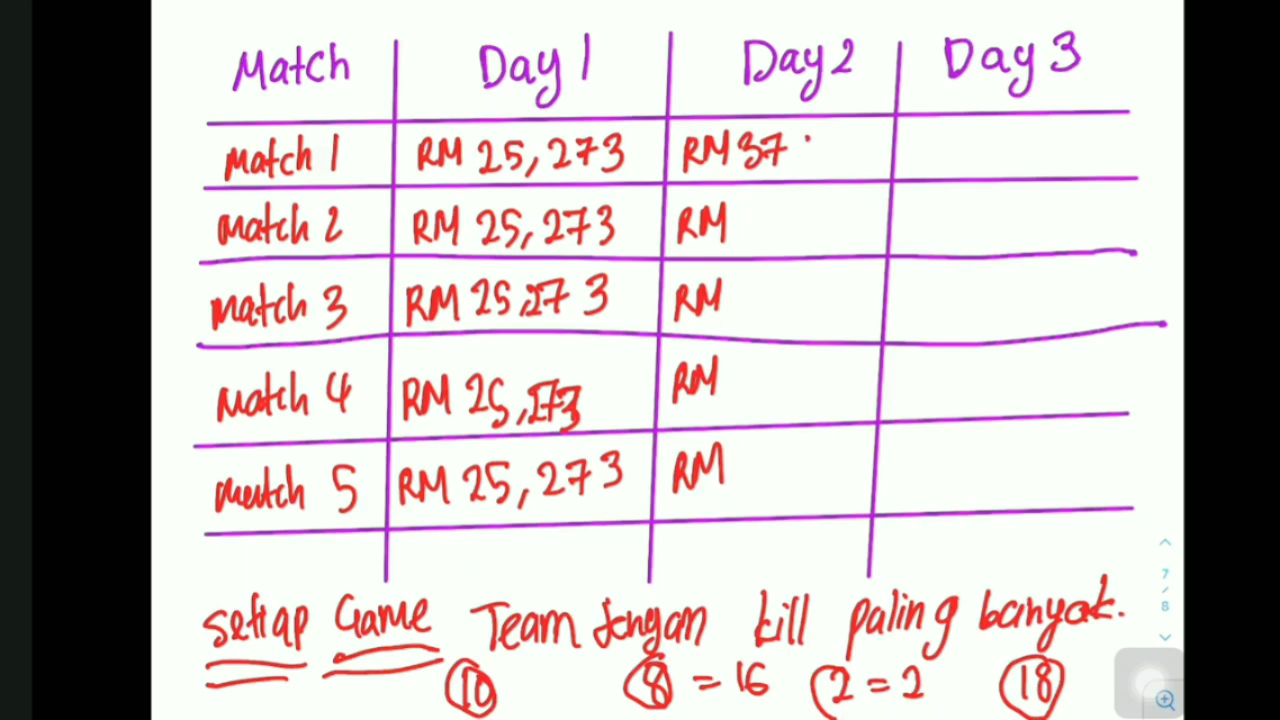 Match Day 1 Day 2 Day 3
Match 1 RM 25,273 RM 37
Match 2 RM 25,273 RM
Match 3 RM 25,273 RM
Match 4 RM 25,273 RM
Match 5 RM 25,273 RM
setiap Game Team dengan kill paling banyak.
10 8 = 16 2 = 2 18
7
8